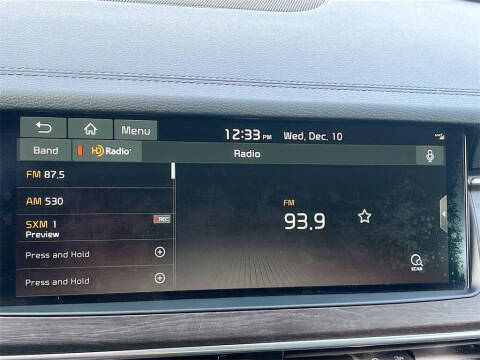 Menu
12:33 PM Wed, Dec. 10
Band HD Radio Radio
FM 87.5
AM 530
SXM 1
Preview
REC
Press and Hold
Press and Hold
FM
93.9
SCAN